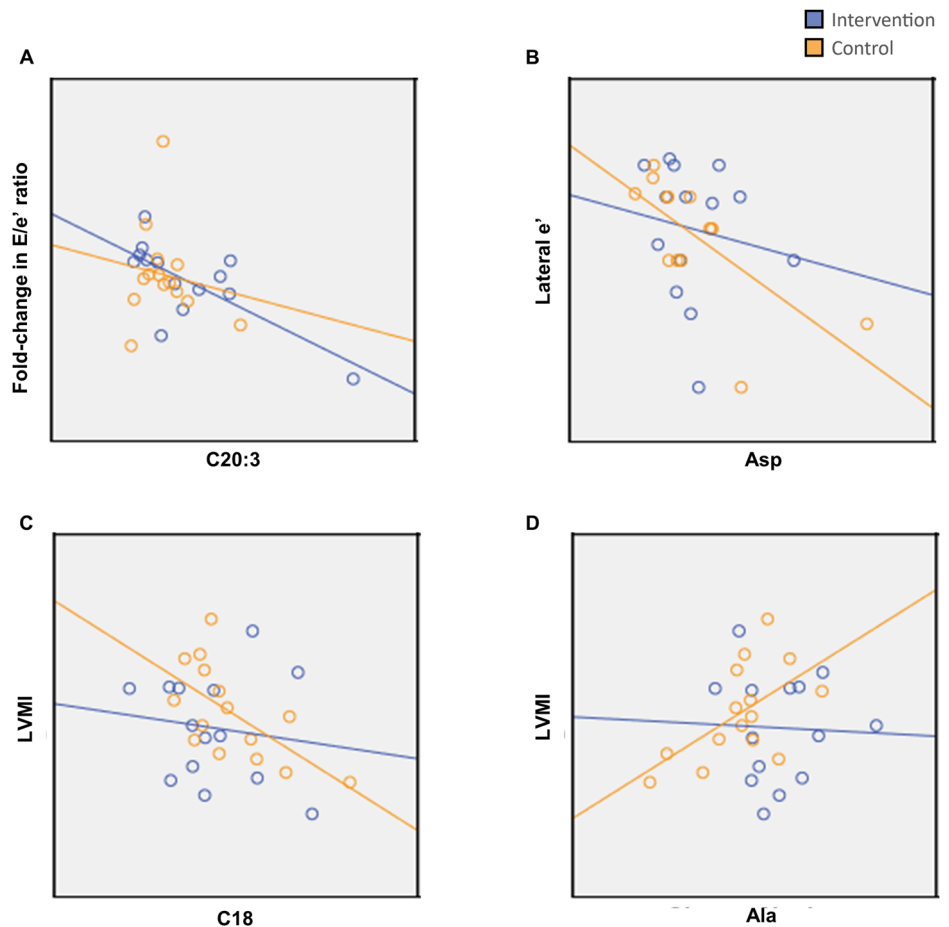 Intervention
Control
A
B
Fold-change in E/e’ ratio
Lateral e’
C20:3
Asp
C
D
LVMI
LVMI
C18
Ala